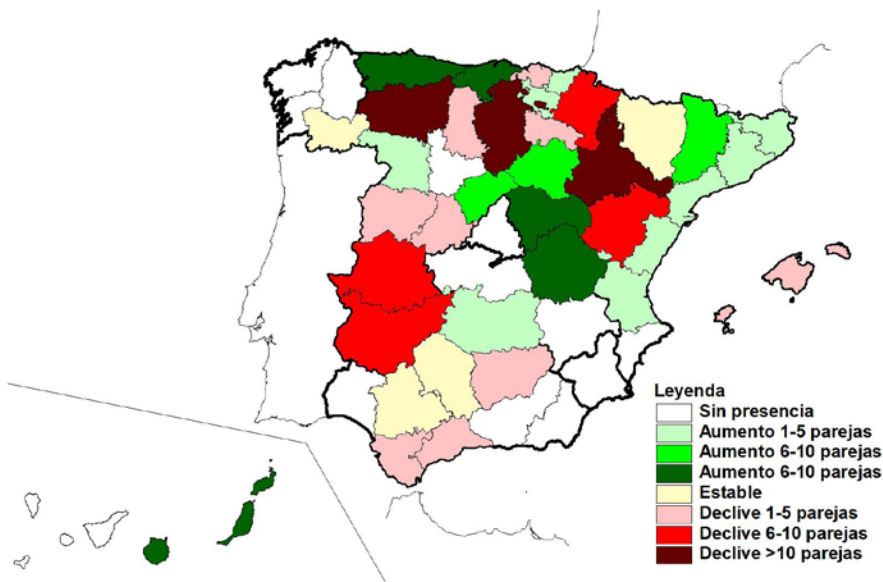 Leyenda
Sin presencia
Aumento 1-5 parejas
Aumento 6-10 parejas
Aumento 6-10 parejas
Estable
Declive 1-5 parejas
Declive 6-10 parejas
Declive >10 parejas